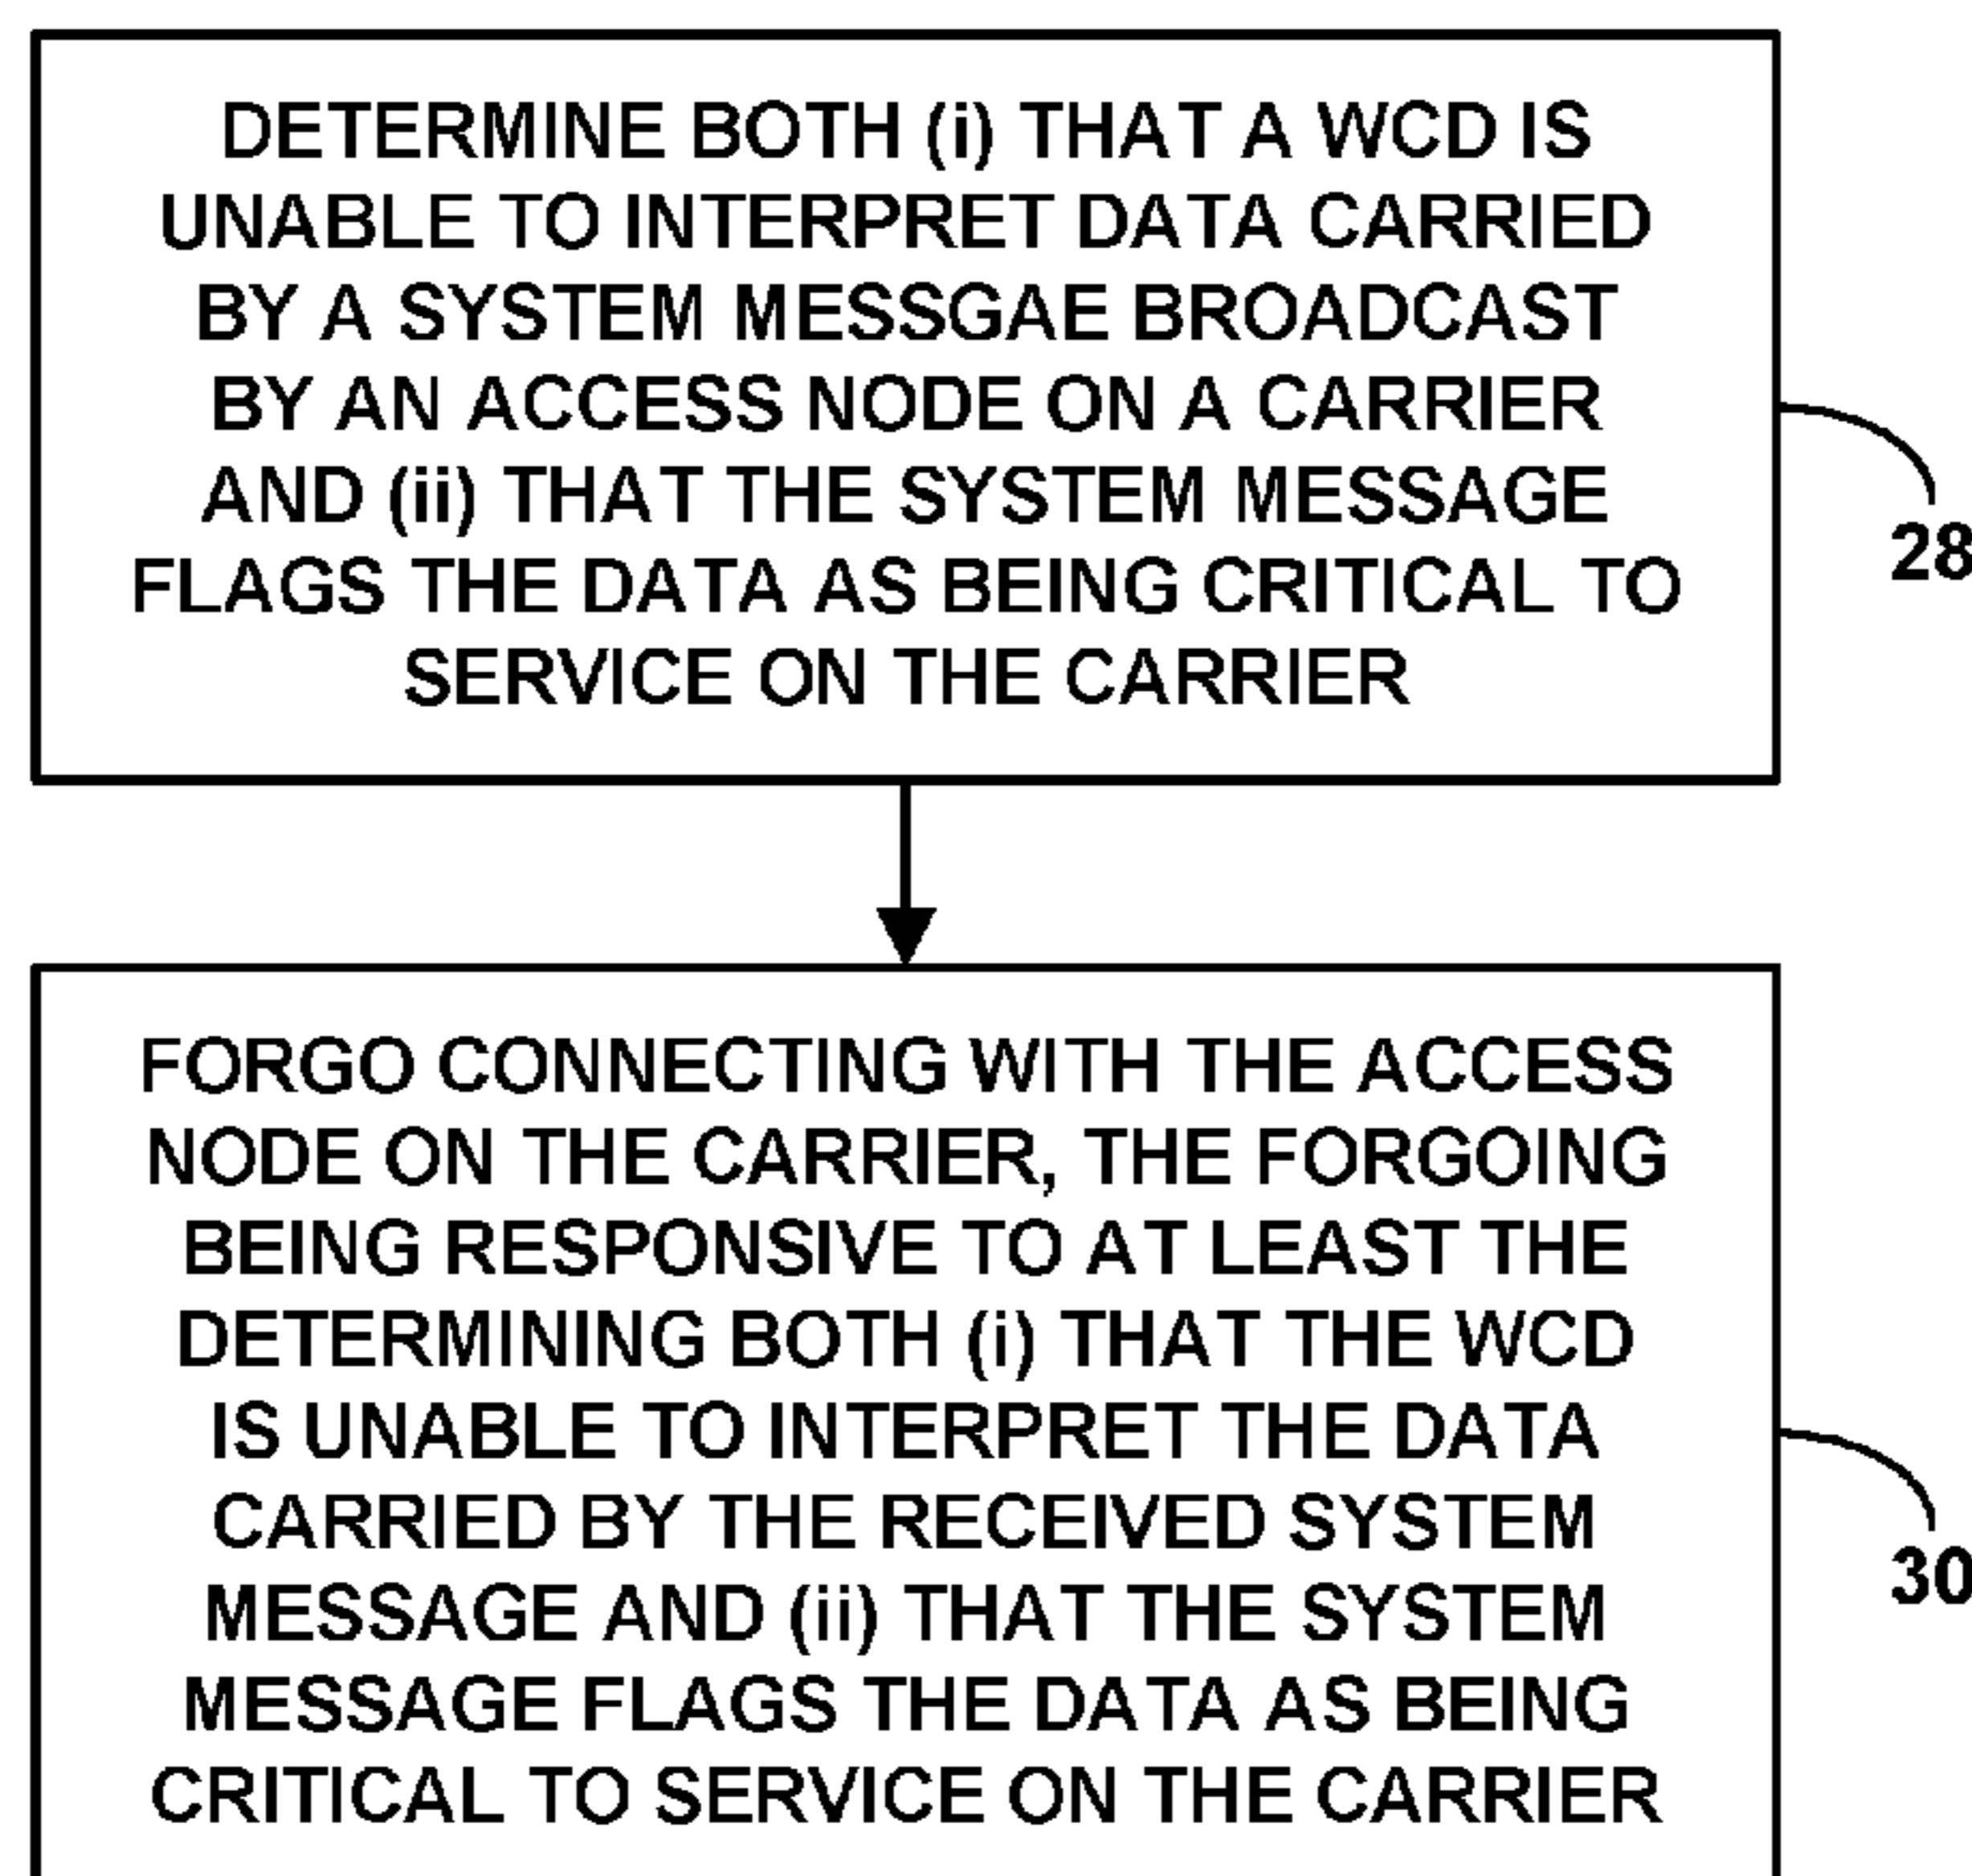 DETERMINE BOTH (i) THAT A WCD IS
UNABLE TO INTERPRET DATA CARRIED
BY A SYSTEM MESSGAE BROADCAST
BY AN ACCESS NODE ON A CARRIER
AND (ii) THAT THE SYSTEM MESSAGE
FLAGS THE DATA AS BEING CRITICAL TO
SERVICE ON THE CARRIER
28
FORGO CONNECTING WITH THE ACCESS
NODE ON THE CARRIER, THE FORGOING
BEING RESPONSIVE TO AT LEAST THE
DETERMINING BOTH (i) THAT THE WCD
IS UNABLE TO INTERPRET THE DATA
CARRIED BY THE RECEIVED SYSTEM
MESSAGE AND (ii) THAT THE SYSTEM
MESSAGE FLAGS THE DATA AS BEING
CRITICAL TO SERVICE ON THE CARRIER
30